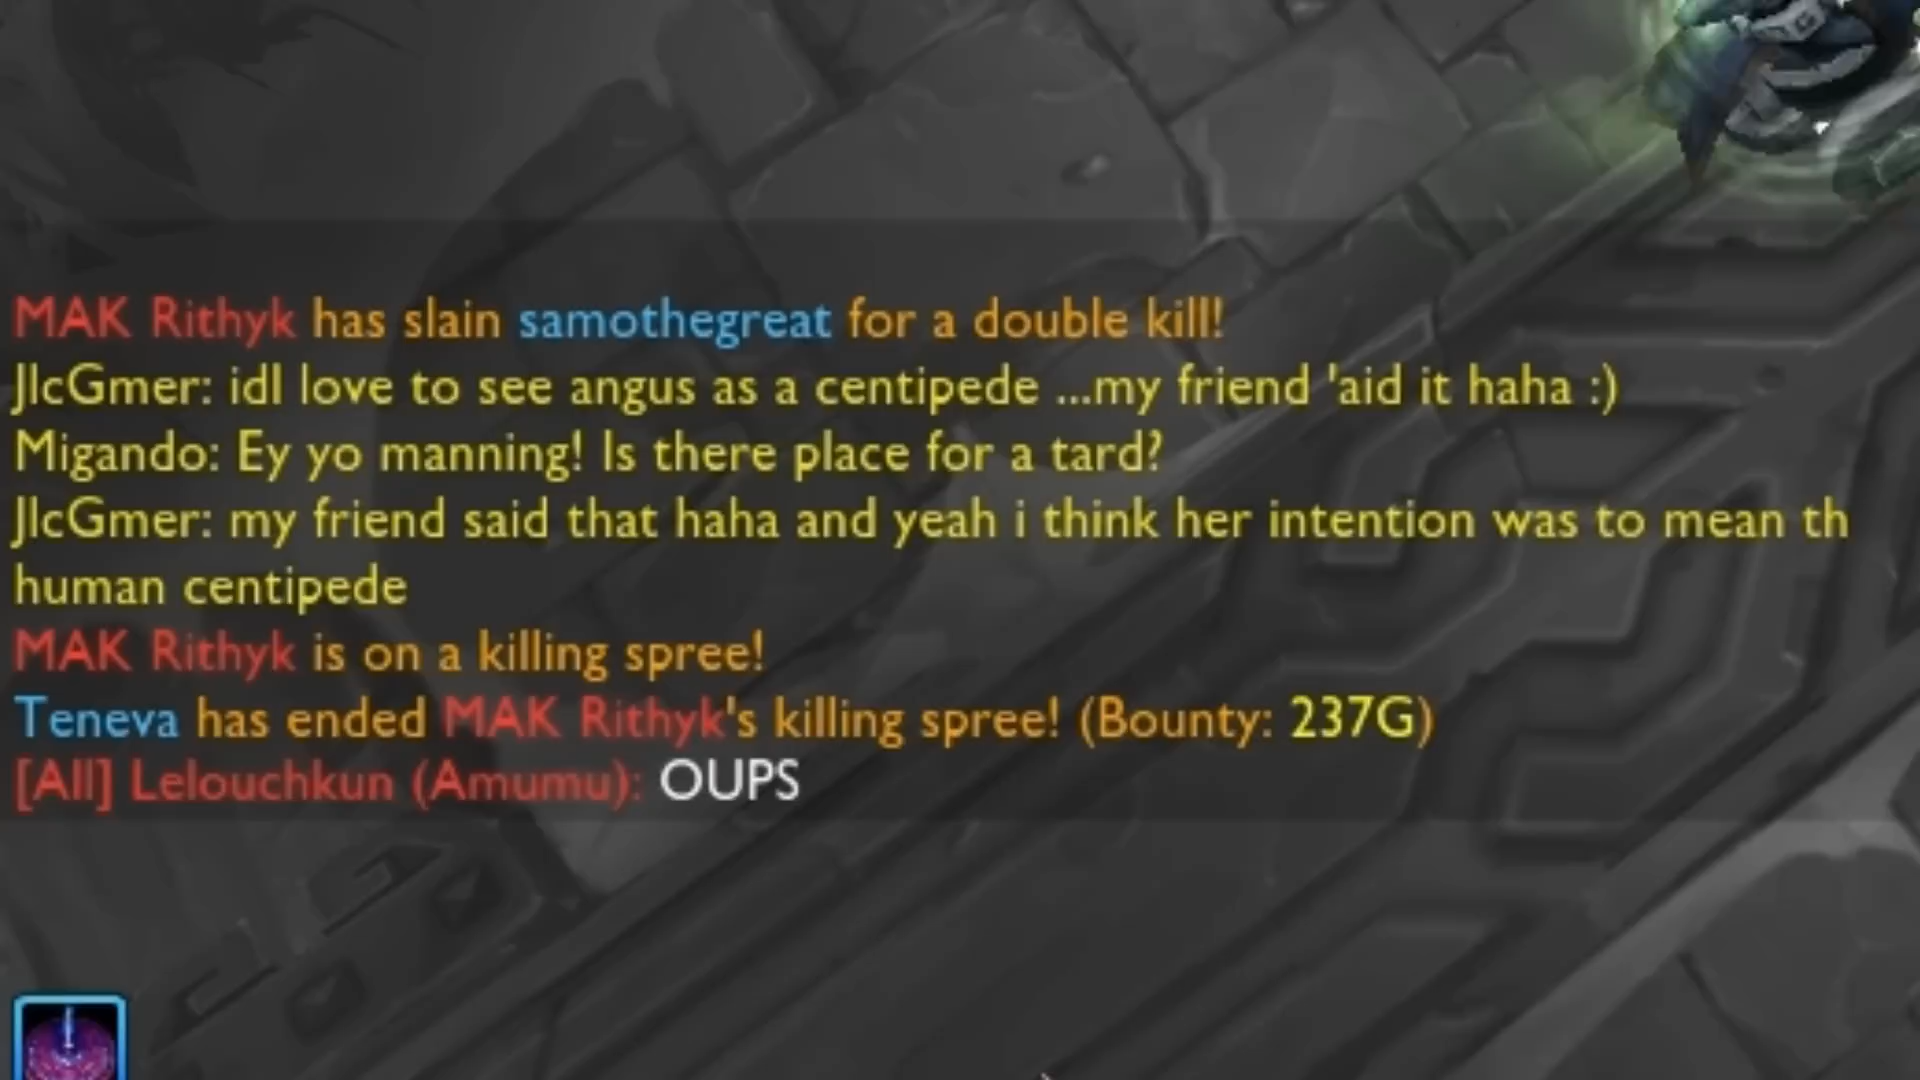 MAK Rithyk has slain samothegreat for a double kill!
JlcGmer: idl love to see angus as a centipede ...my friend 'aid it haha :)
Migando: Ey yo manning! Is there place for a tard?
JlcGmer: my friend said that haha and yeah i think her intention was to mean th
human centipede
MAK Rithyk is on a killing spree!
Teneva has ended MAK Rithyk's killing spree! (Bounty: 237G)
[All] Lelouchkun (Amumu): OUPS